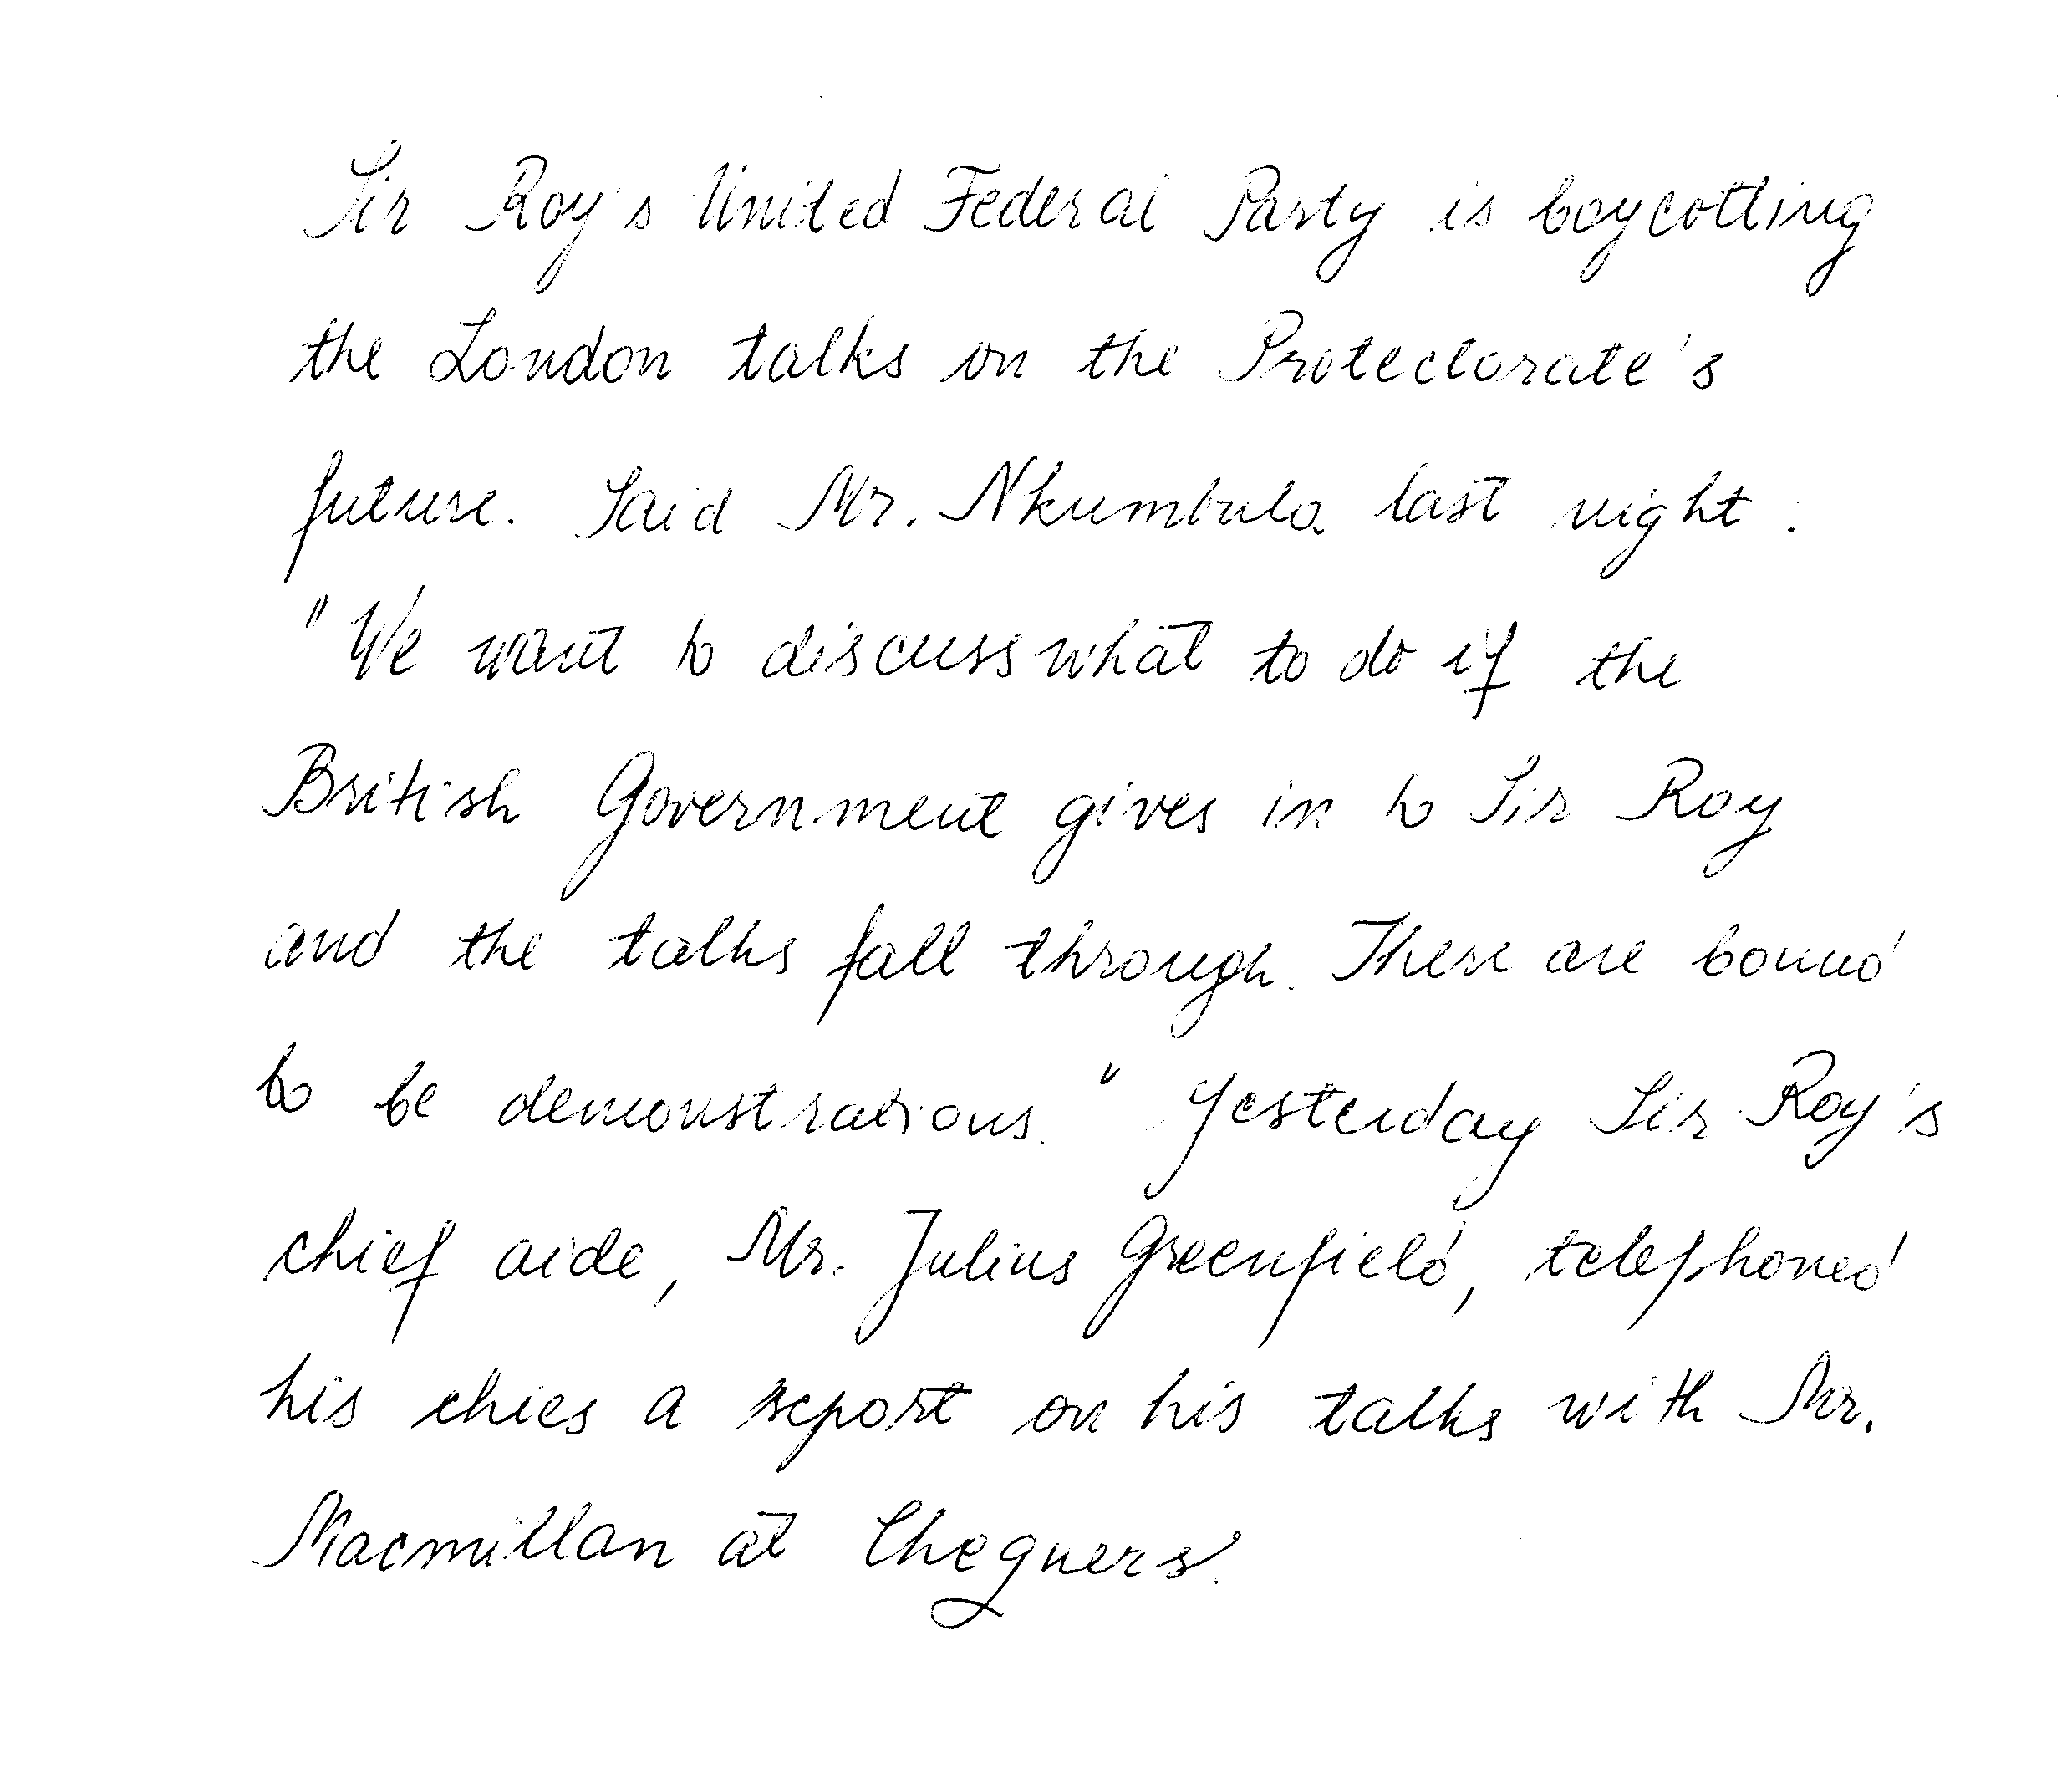 Sir Roy's United Federal Party is boycotting
the London talks on the Protectorate's
future. Said Mr. Nkumbula last night :
"We want to discuss what to do if the
British Government gives in to Sir Roy
and the talks fall through. There are bound
to be demonstrations." Yesterday Sir Roy's
chief aide, Mr. Julius Greenfield, telephoned
his chies a report on his talks with Mr.
Macmillan at Chequers.